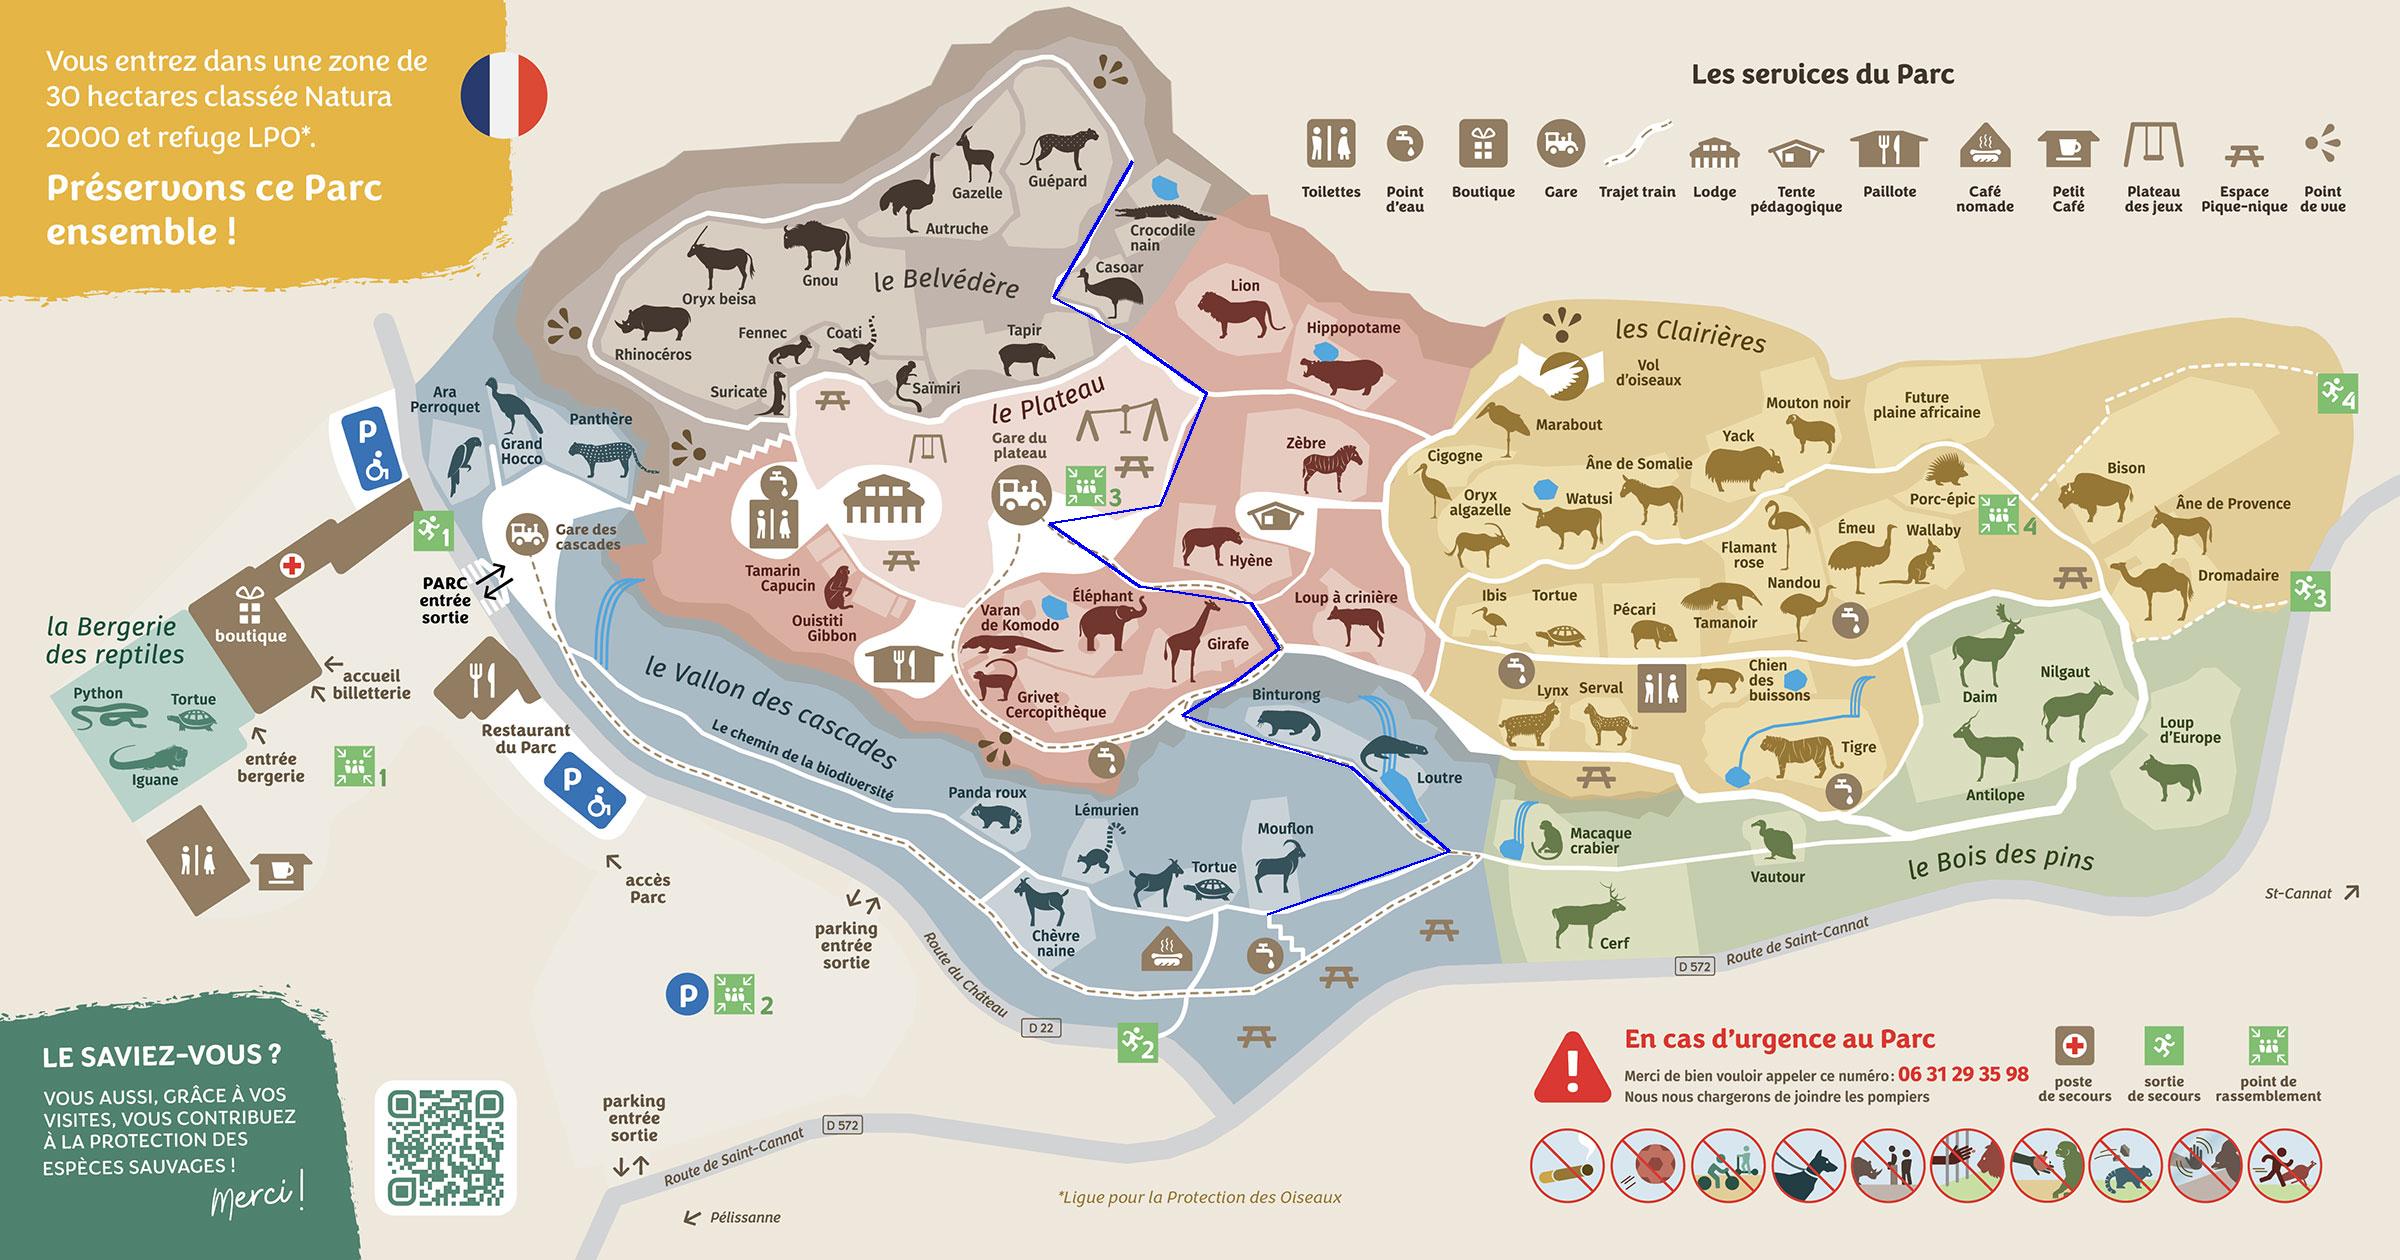 Vous entrez dans une zone de
30 hectares classée Natura
2000 et refuge LPO*.
Préservons ce Parc
ensemble !
Les services du Parc
Toilettes
Point
d'eau
Boutique
Gare
Trajet train
Lodge
Tente
pédagogique
Paillote
Café
nomade
Petit
Café
Plateau
des jeux
Espace
Pique-nique
Point
de vue
le Belvédère
Guépard
Gazelle
Autruche
Gnou
Oryx beisa
Rhinocéros
Fennec
Coati
Suricate
Saïmiri
Tapir
Crocodile
nain
Casoar
le Plateau
Gare du
plateau
3
Lion
Hippopotame
Zèbre
Hyène
Loup à crinière
Tamarin
Capucin
Ouistiti
Gibbon
Varan
de Komodo
Éléphant
Girafe
Grivet
Cercopithèque
les Clairières
Vol
d'oiseaux
Marabout
Cigogne
Oryx
algazelle
Watusi
Âne de Somalie
Yack
Mouton noir
Future
plaine africaine
Porc-épic
4
Bison
Âne de Provence
Dromadaire
4
3
Flamant
rose
Émeu
Wallaby
Nandou
Tamanoir
Pécari
Tortue
Ibis
Lynx
Serval
Chien
des
buissons
Tigre
Daim
Nilgaut
Antilope
Loup
d'Europe
Macaque
crabier
Vautour
Cerf
le Bois des pins
Ara
Perroquet
Grand
Hocco
Panthère
P
1
Gare des
cascades
PARC
entrée
sortie
la Bergerie
des reptiles
Python
Tortue
Iguane
boutique
accueil
billetterie
entrée
bergerie
1
Restaurant
du Parc
P
accès
Parc
le Vallon des cascades
Le chemin de la biodiversité
Panda roux
Lémurien
Chèvre
naine
Tortue
Mouflon
Binturong
Loutre
parking
entrée
sortie
P
2
Route du Château
D 22
2
D 572
Route de Saint-Cannat
St-Cannat
parking
entrée
sortie
Route de Saint-Cannat
D 572
Pélissanne
LE SAVIEZ-VOUS ?
VOUS AUSSI, GRÂCE À VOS
VISITES, VOUS CONTRIBUEZ
À LA PROTECTION DES
ESPÈCES SAUVAGES !
Merci !
*Ligue pour la Protection des Oiseaux
En cas d'urgence au Parc
Merci de bien vouloir appeler ce numéro : 06 31 29 35 98
Nous nous chargerons de joindre les pompiers
poste
de secours
sortie
de secours
point de
rassemblement